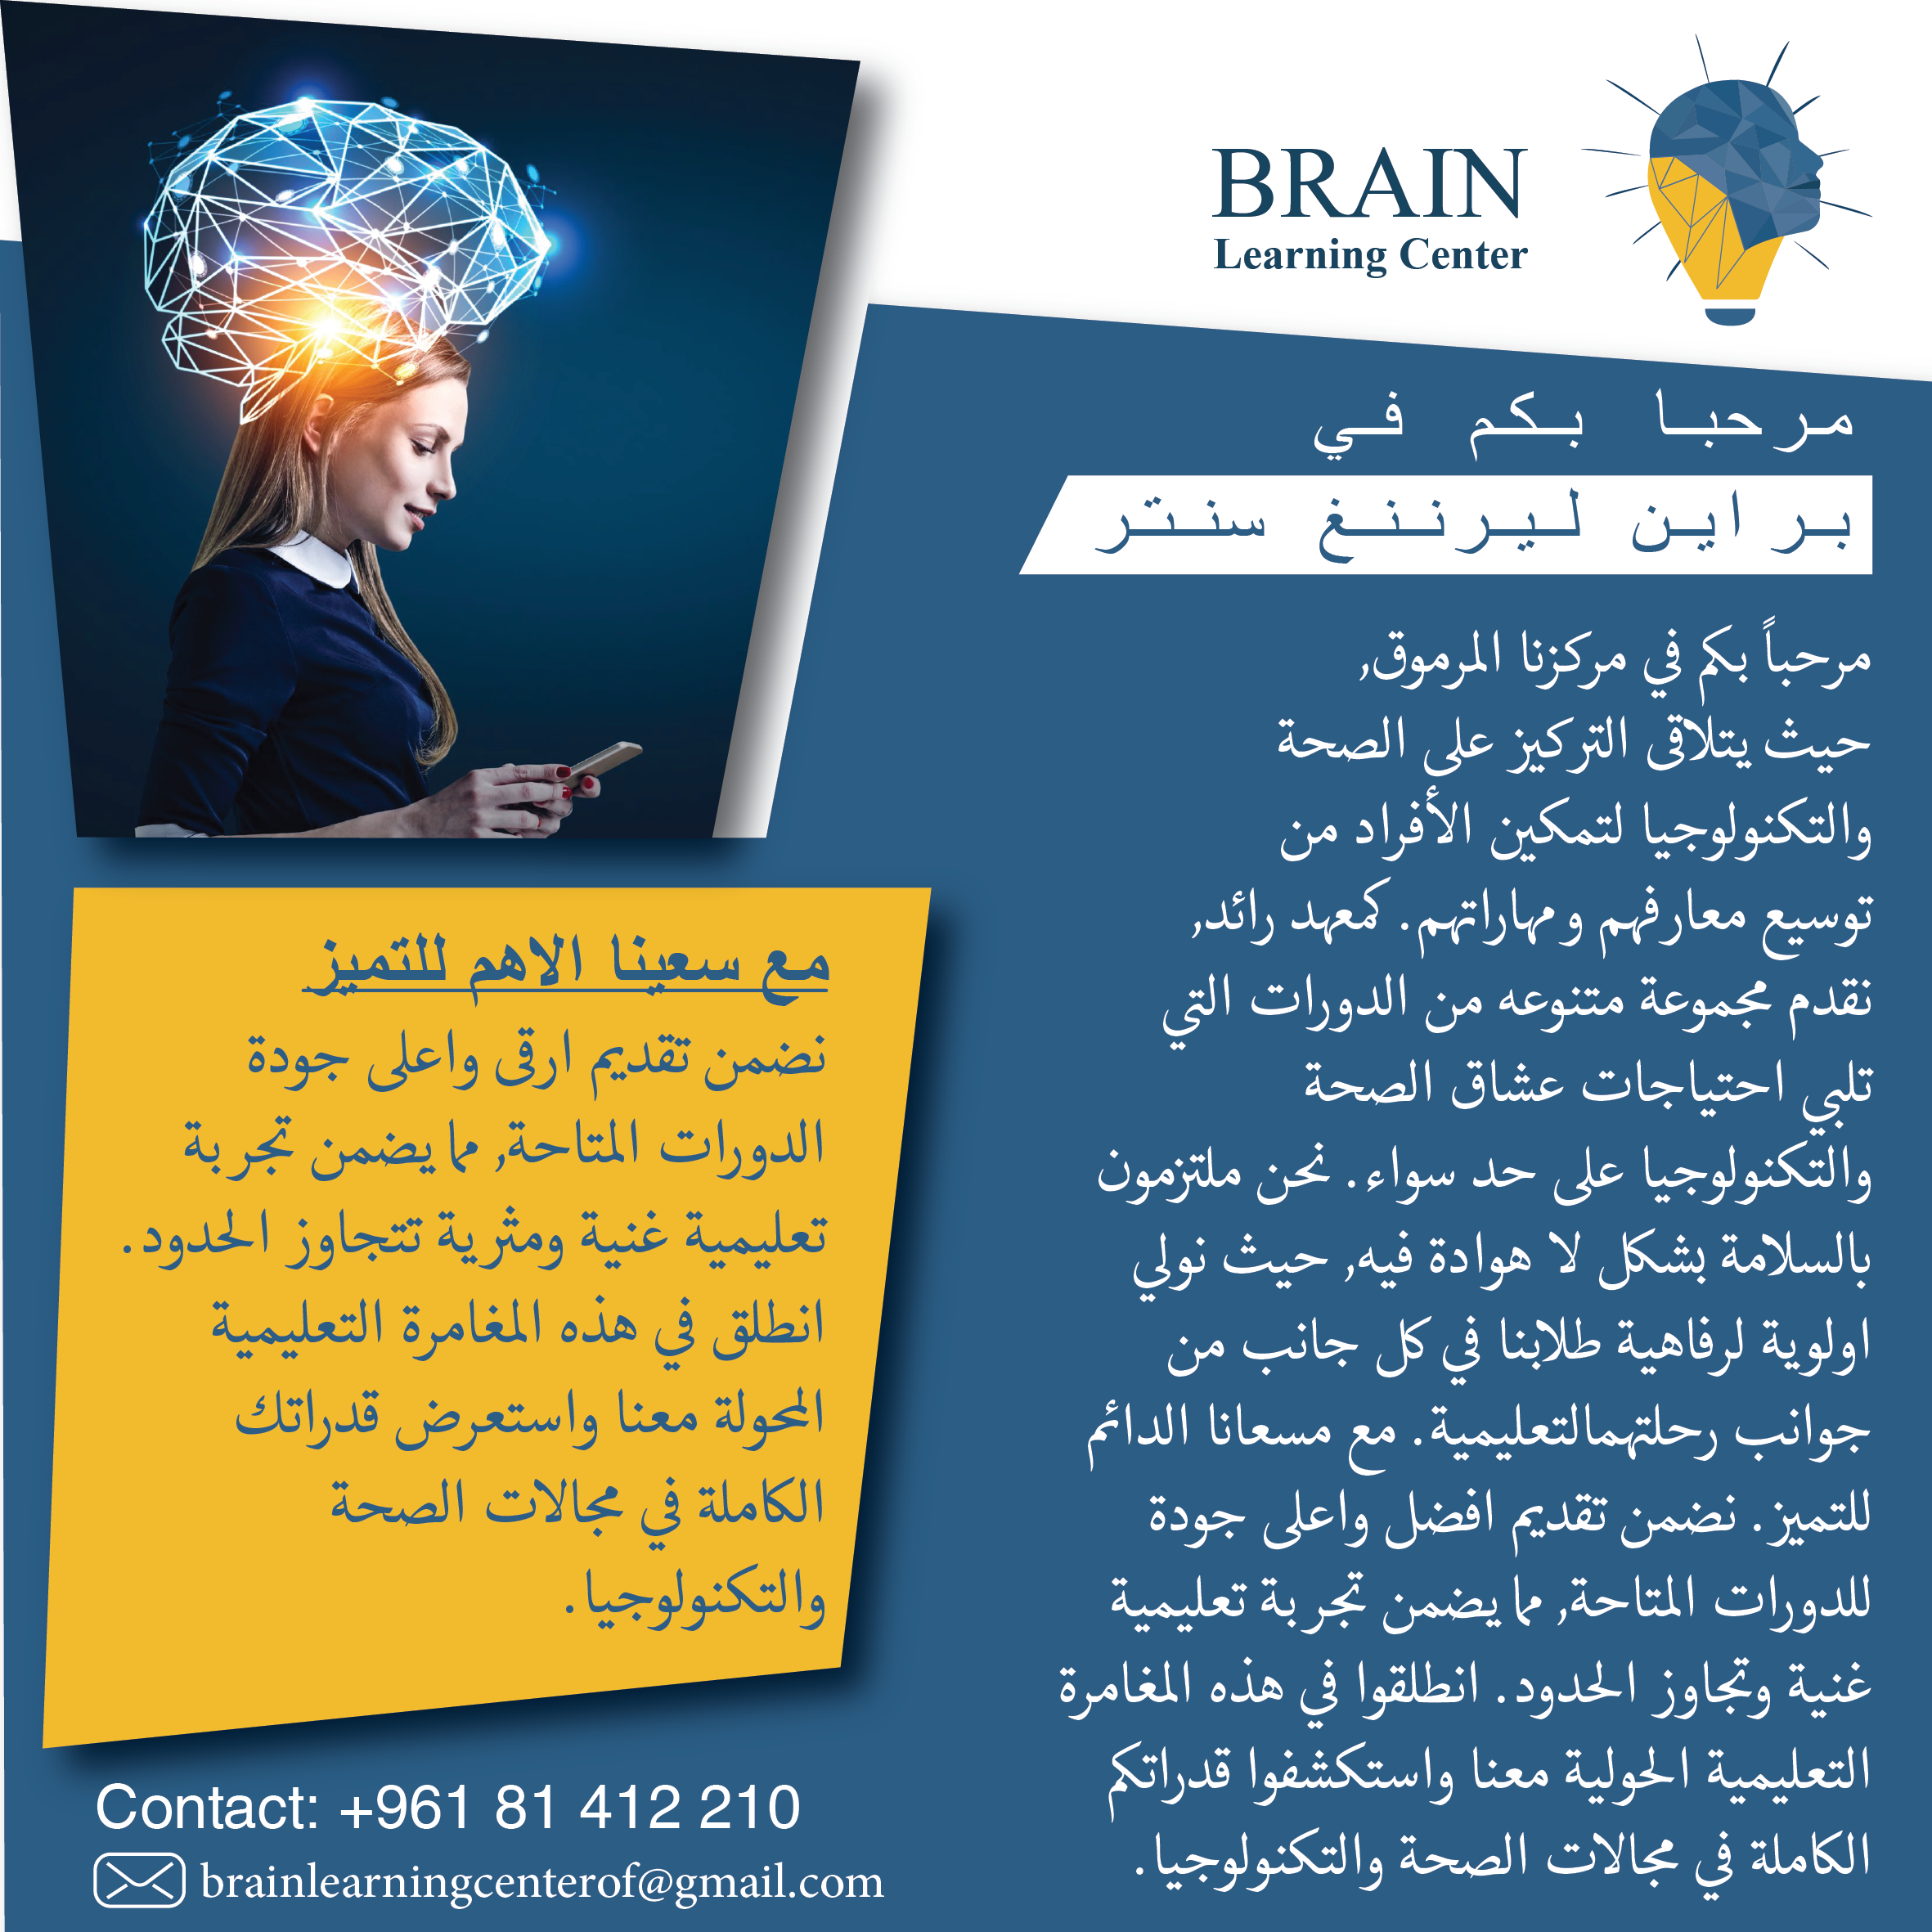 BRAIN
Learning Center
مرحبا بكم في
براين ليرننغ سنتر
مرحباً بكم في مركزنا المرموق,
حيث يتلاقى التركيز على الصحة
والتكنولوجيا لتمكين الأفراد من
توسيع معارفهم ومهاراتهم. كمعهد رائد,
نقدم مجموعة متنوعه من الدورات التي
تلبي احتياجات عشاق الصحة
والتكنولوجيا على حد سواء. نحن ملتزمون
بالسلامة بشكل لا هوادة فيه, حيث نولي
اولوية لرفاهية طلابنا في كل جانب من
جوانب رحلتهمالتعليمية. مع مسعانا الدائم
للتميز. نضمن تقديم افضل واعلى جودة
للدورات المتاحة, مما يضمن تجربة تعليمية
غنية وتجاوز الحدود. انطلقوا في هذه المغامرة
التعليمية الحولية معنا واستكشفوا قدراتكم
الكاملة في مجالات الصحة والتكنولوجيا.
مع سعينا الاهم للتميز
نضمن تقديم ارقى واعلى جودة
الدورات المتاحة, مما يضمن تجربة
تعليمية غنية ومثرية تتجاوز الحدود.
انطلق في هذه المغامرة التعليمية
المحولة معنا واستعرض قدراتك
الكاملة في مجالات الصحة
والتكنولوجيا.
Contact: +961 81 412 210
brainlearningcenterof@gmail.com